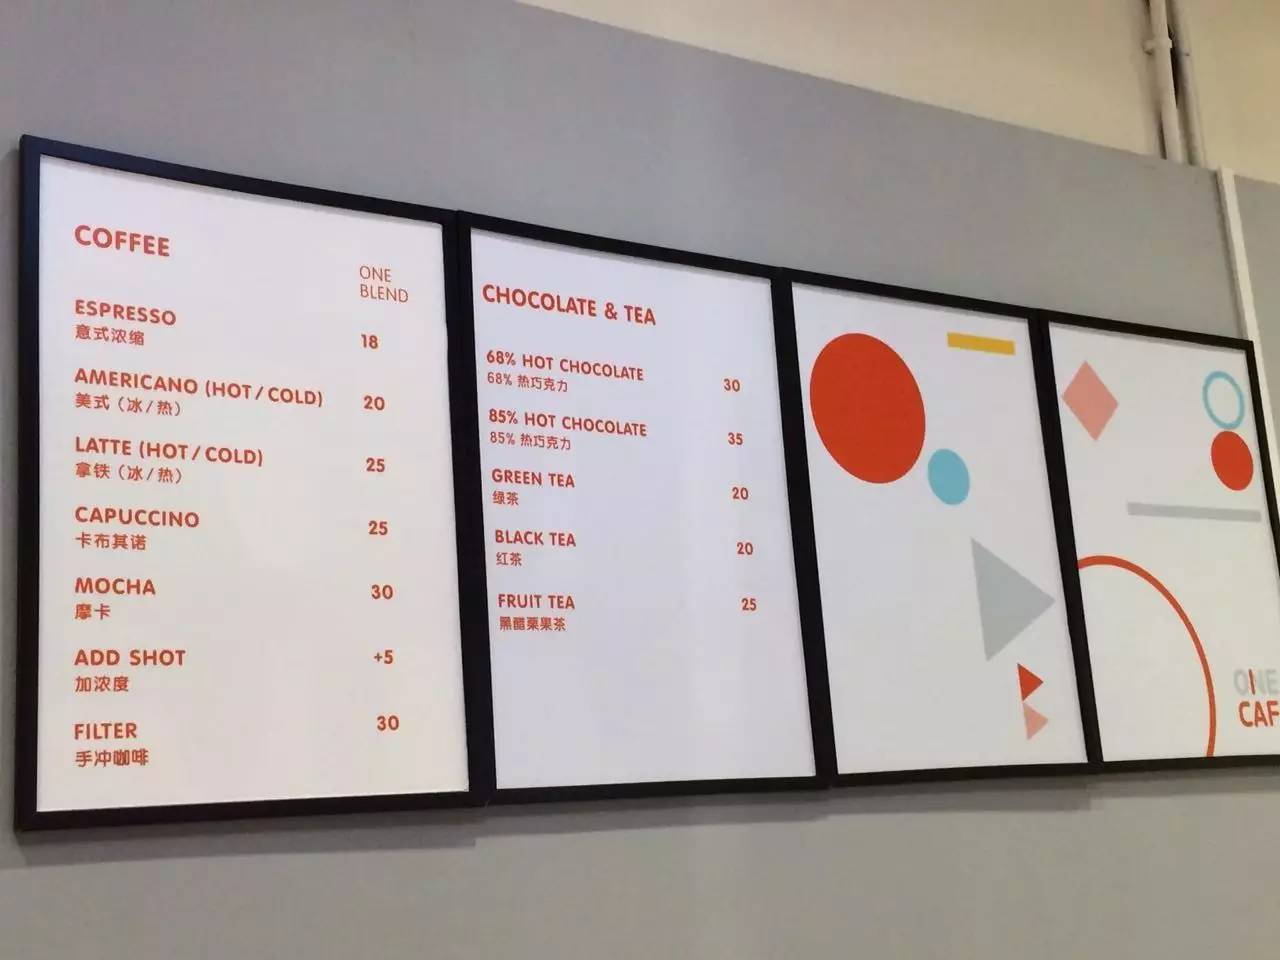 COFFEE
ONE
BLEND
ESPRESSO
意式浓缩
18
AMERICANO (HOT/COLD)
美式（冰/热）
20
LATTE (HOT/COLD)
拿铁（冰/热）
25
CAPUCCINO
卡布其诺
25
MOCHA
摩卡
30
ADD SHOT
加浓度
+5
FILTER
手冲咖啡
30
CHOCOLATE & TEA
68% HOT CHOCOLATE
68% 热巧克力
30
85% HOT CHOCOLATE
85% 热巧克力
35
GREEN TEA
绿茶
20
BLACK TEA
红茶
20
FRUIT TEA
黑醋栗果茶
25
ONE
CAF